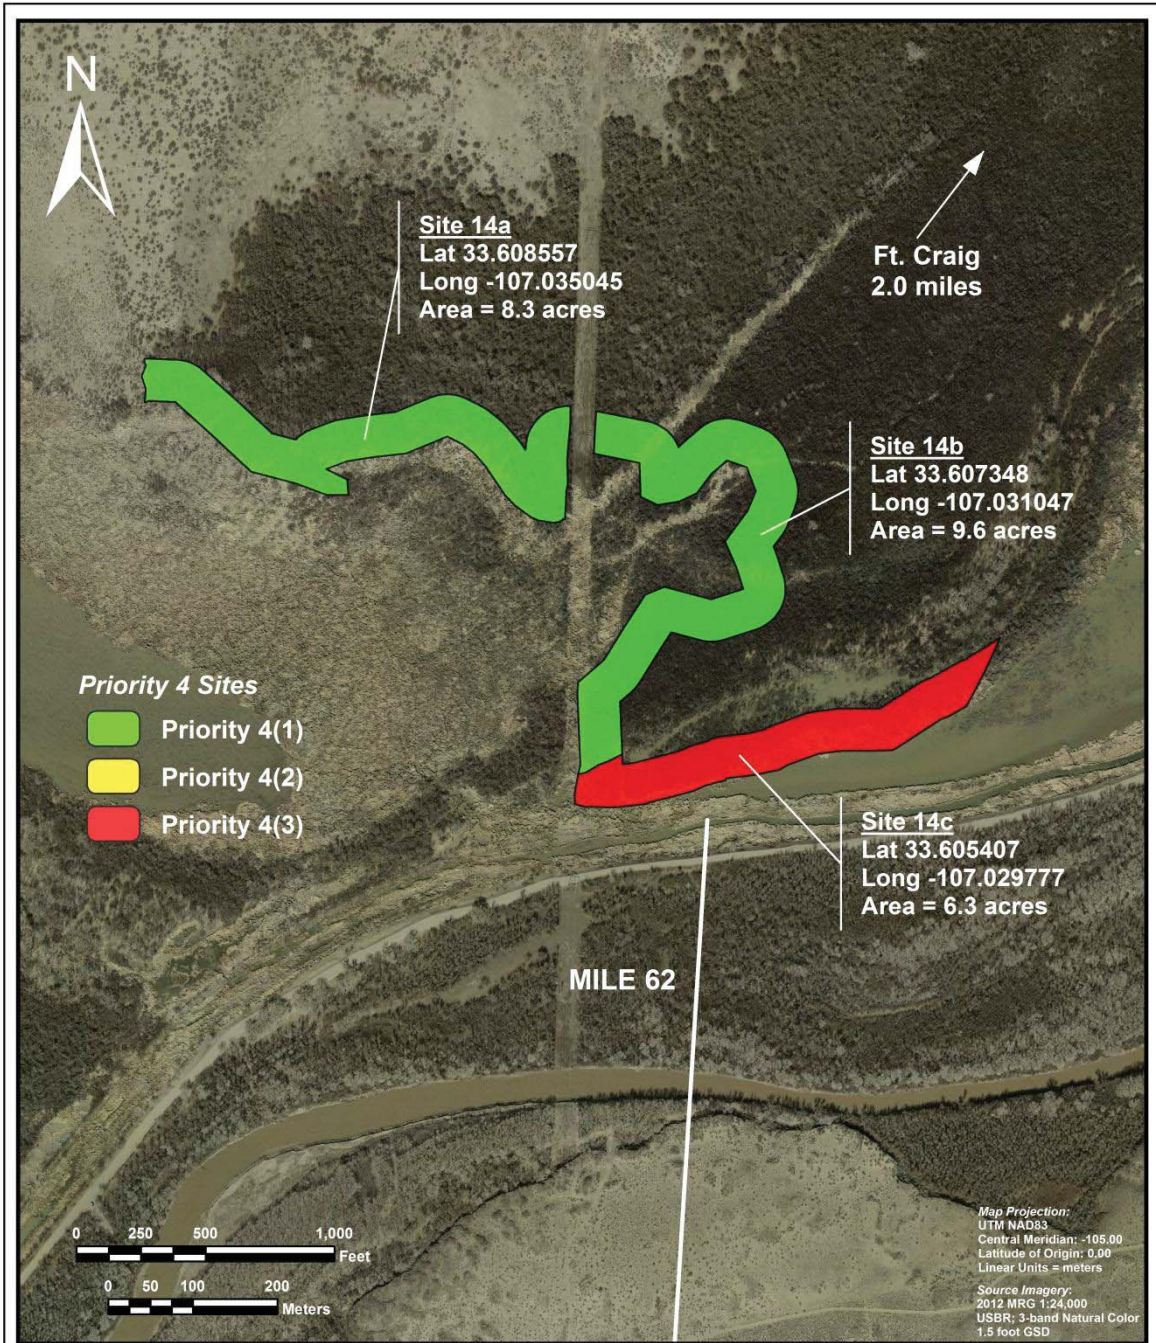 N
Site 14a
Lat 33.608557
Long -107.035045
Area = 8.3 acres
Ft. Craig
2.0 miles
Site 14b
Lat 33.607348
Long -107.031047
Area = 9.6 acres
Priority 4 Sites
Priority 4(1)
Priority 4(2)
Priority 4(3)
Site 14c
Lat 33.605407
Long -107.029777
Area = 6.3 acres
MILE 62
0 250 500 1,000
Feet
0 50 100 200
Meters
Map Projection:
UTM NAD83
Central Meridian: -105.00
Latitude of Origin: 0.00
Linear Units = meters
Source Imagery:
2012 MRG 1:24,000
USBR; 3-band Natural Color
1.5 foot GSD